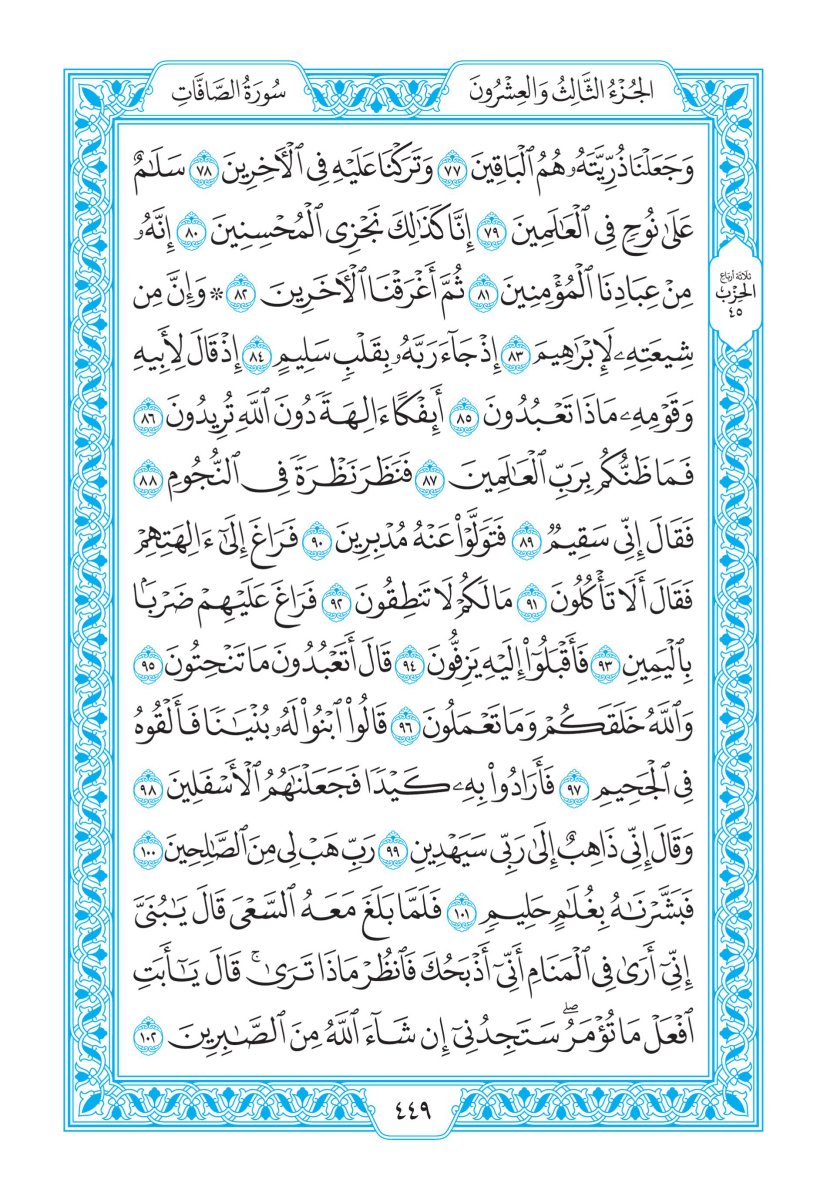 الجُزْءُ الثَّالِثُ وَالعِشْرُونَ
سُورَةُ الصَّافَّاتِ
وَجَعَلْنَا ذُرِّيَّتَهُۥ هُمُ ٱلْبَاقِينَ ٧٧ وَتَرَكْنَا عَلَيْهِ فِي ٱلْأٓخِرِينَ ٧٨ سَلَٰمٌ
عَلَىٰ نُوحٖ فِي ٱلْعَٰلَمِينَ ٧٩ إِنَّا كَذَٰلِكَ نَجْزِي ٱلْمُحْسِنِينَ ٨٠ إِنَّهُۥ
مِنْ عِبَادِنَا ٱلْمُؤْمِنِينَ ٨١ ثُمَّ أَغْرَقْنَا ٱلْأٓخَرِينَ ٨٢ ۞ وَإِنَّ مِن
ثلاثة أرباع
الحِزْب
٤٥
شِيعَتِهِۦ لَإِبْرَٰهِيمَ ٨٣ إِذْ جَآءَ رَبَّهُۥ بِقَلْبٖ سَلِيمٍ ٨٤ إِذْ قَالَ لِأَبِيهِ
وَقَوْمِهِۦ مَاذَا تَعْبُدُونَ ٨٥ أَئِفْكًا ءَالِهَةٗ دُونَ ٱللَّهِ تُرِيدُونَ ٨٦
فَمَا ظَنُّكُم بِرَبِّ ٱلْعَٰلَمِينَ ٨٧ فَنَظَرَ نَظْرَةٗ فِي ٱلنُّجُومِ ٨٨
فَقَالَ إِنِّي سَقِيمٞ ٨٩ فَتَوَلَّوْاْ عَنْهُ مُدْبِرِينَ ٩٠ فَرَاغَ إِلَىٰٓ ءَالِهَتِهِمْ
فَقَالَ أَلَا تَأْكُلُونَ ٩١ مَا لَكُمْ لَا تَنطِقُونَ ٩٢ فَرَاغَ عَلَيْهِمْ ضَرْبَۢا
بِٱلْيَمِينِ ٩٣ فَأَقْبَلُوٓاْ إِلَيْهِ يَزِفُّونَ ٩٤ قَالَ أَتَعْبُدُونَ مَا تَنْحِتُونَ ٩٥
وَٱللَّهُ خَلَقَكُمْ وَمَا تَعْمَلُونَ ٩٦ قَالُواْ ٱبْنُواْ لَهُۥ بُنْيَٰنٗا فَأَلْقُوهُ
فِي ٱلْجَحِيمِ ٩٧ فَأَرَادُواْ بِهِۦ كَيْدٗا فَجَعَلْنَٰهُمُ ٱلْأَسْفَلِينَ ٩٨
وَقَالَ إِنِّي ذَاهِبٌ إِلَىٰ رَبِّي سَيَهْدِينِ ٩٩ رَبِّ هَبْ لِي مِنَ ٱلصَّٰلِحِينَ ١٠٠
فَبَشَّرْنَٰهُ بِغُلَٰمٍ حَلِيمٖ ١٠١ فَلَمَّا بَلَغَ مَعَهُ ٱلسَّعْيَ قَالَ يَٰبُنَيَّ
إِنِّيٓ أَرَىٰ فِي ٱلْمَنَامِ أَنِّيٓ أَذْبَحُكَ فَٱنظُرْ مَاذَا تَرَىٰۚ قَالَ يَٰٓأَبَتِ
ٱفْعَلْ مَا تُؤْمَرُۖ سَتَجِدُنِيٓ إِن شَآءَ ٱللَّهُ مِنَ ٱلصَّٰبِرِينَ ١٠٢
٤٤٩